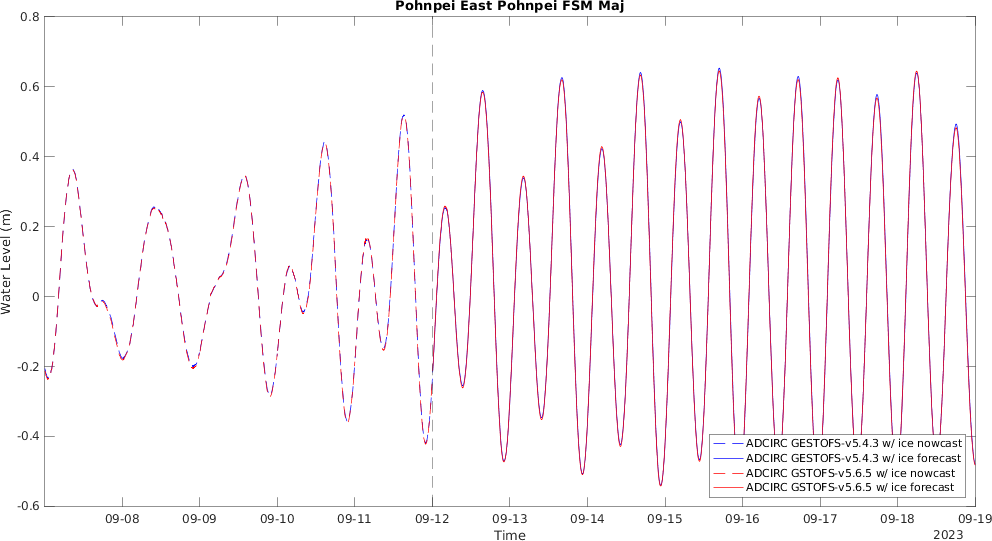 Pohnpei East Pohnpei FSM Maj
0.8
0.6
0.4
0.2
0
-0.2
-0.4
-0.6
Water Level (m)
ADCIRC GESTOFS-v5.4.3 w/ ice nowcast
ADCIRC GESTOFS-v5.4.3 w/ ice forecast
ADCIRC GSTOFS-v5.6.5 w/ ice nowcast
ADCIRC GSTOFS-v5.6.5 w/ ice forecast
09-08 09-09 09-10 09-11 09-12 09-13 09-14 09-15 09-16 09-17 09-18 09-19
Time
2023